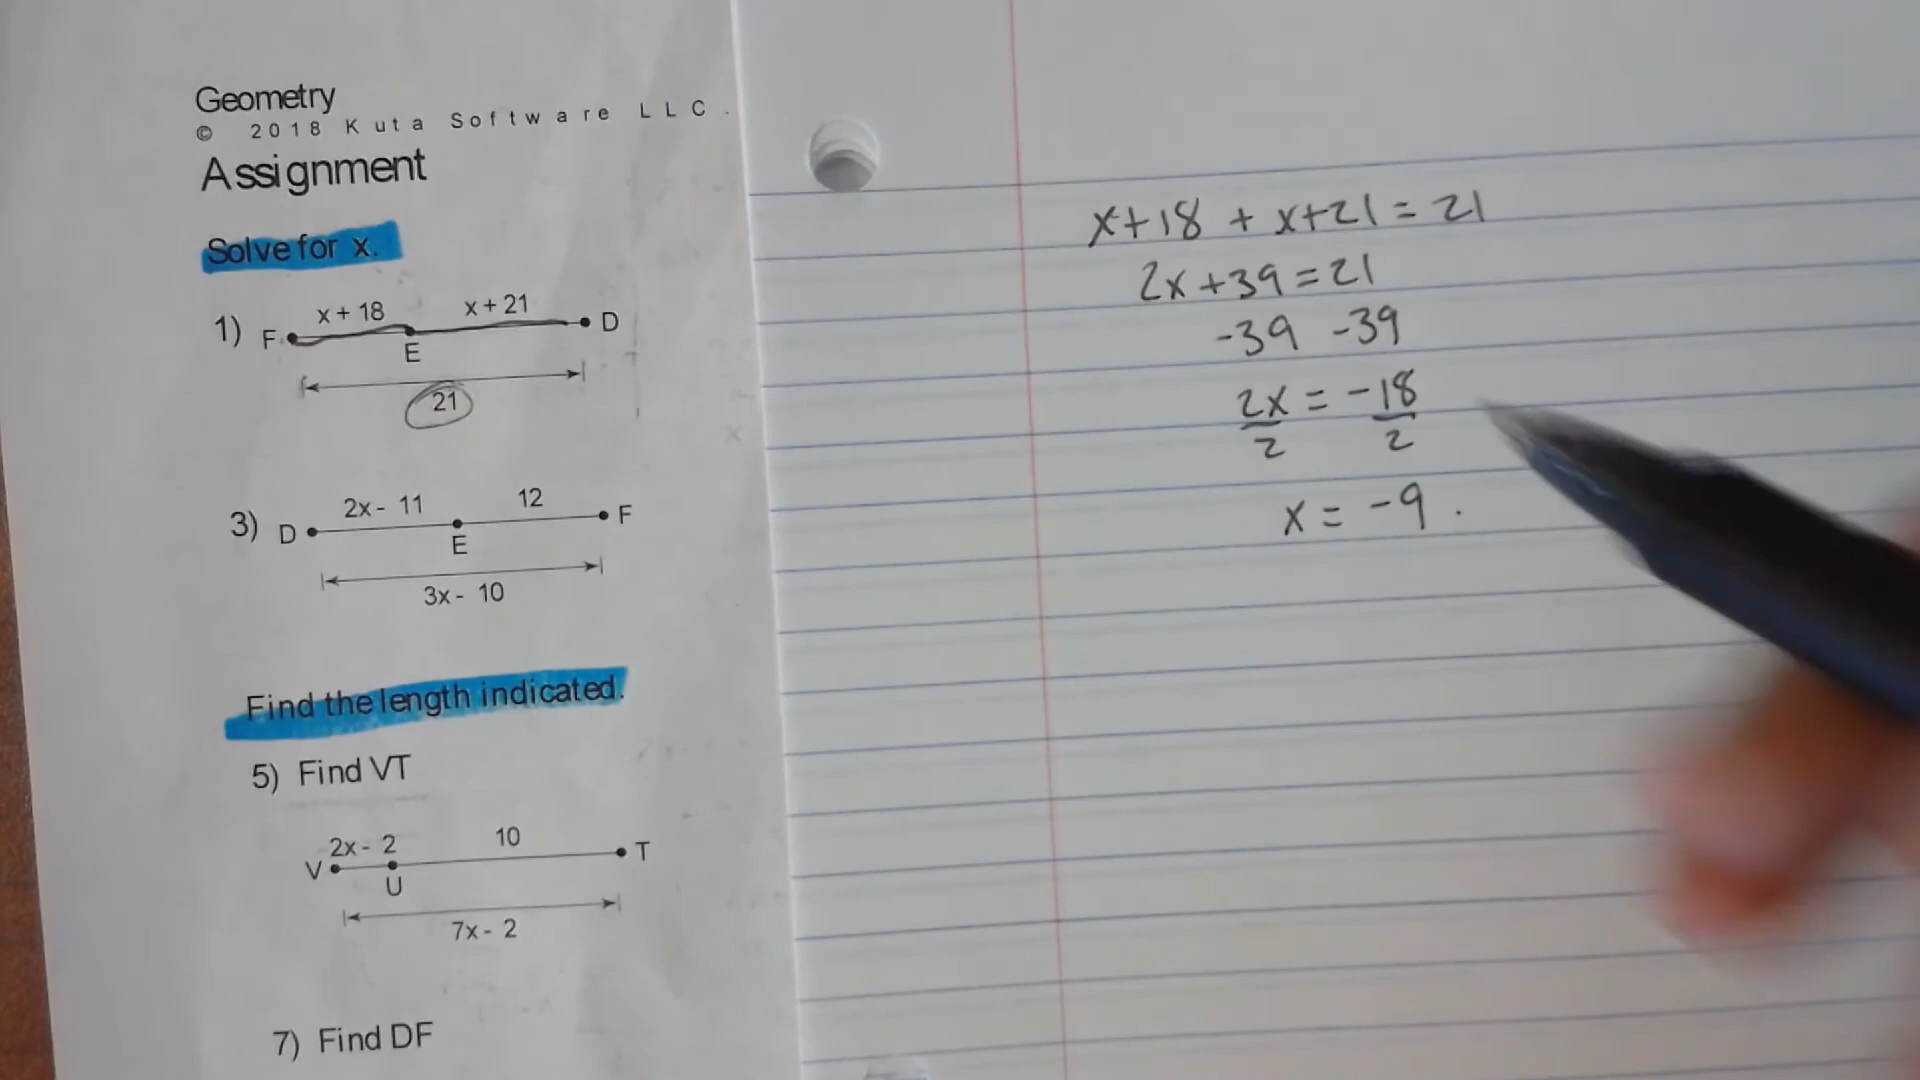 Geometry
© 2018 Kuta Software LLC.
Assignment
Solve for x.
1) F x + 18 E x + 21 D
21
3) D 2x - 11 E 12 F
3x - 10
Find the length indicated.
5) Find VT
V 2x - 2 U 10 T
7x - 2
7) Find DF
x+18 + x+21 = 21
2x +39 = 21
-39 -39
2x = -18
2 2
x = -9 .